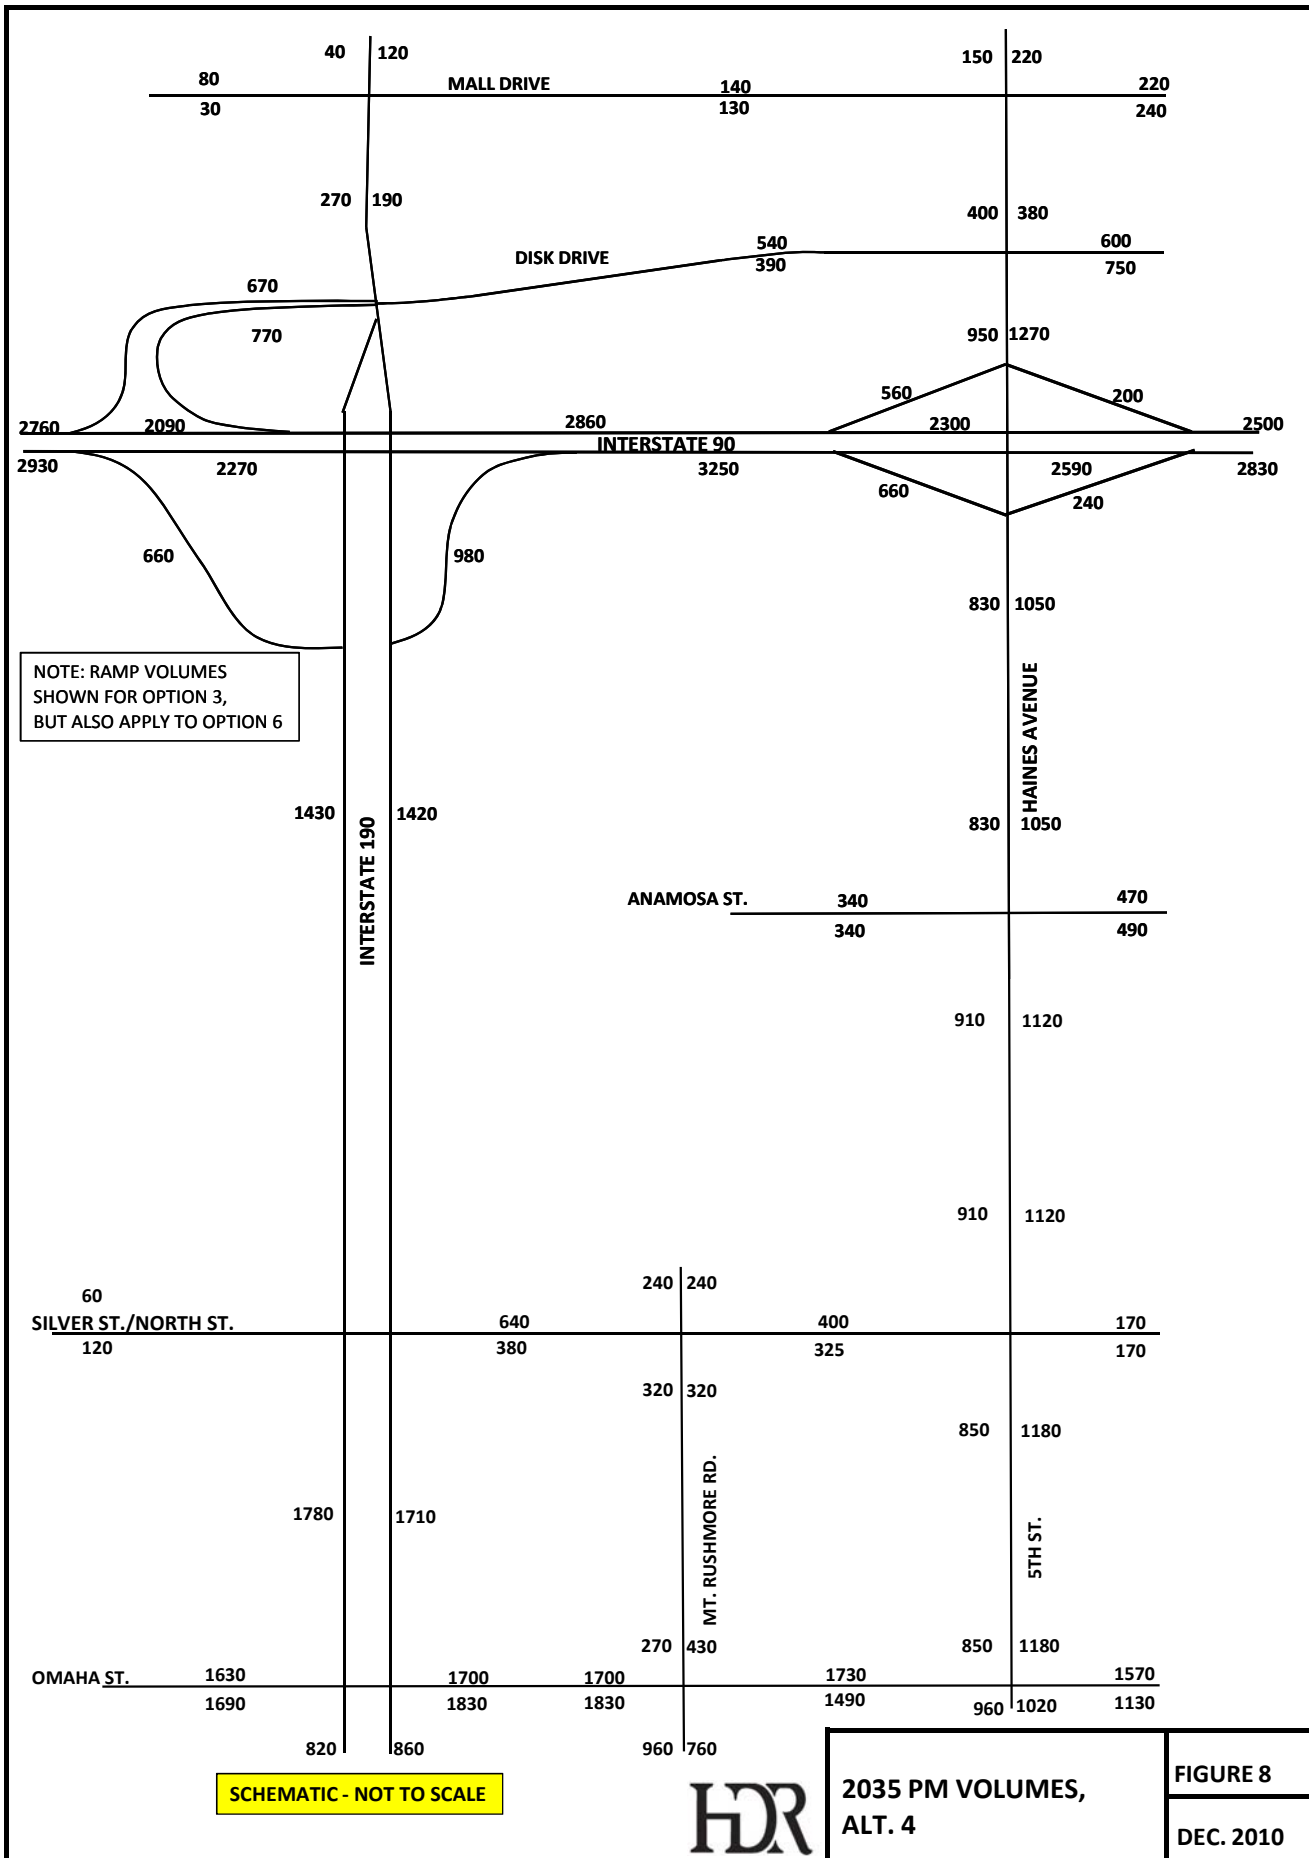 40 120
150 220
80 MALL DRIVE 140 220
30 130 240
270 190
400 380
DISK DRIVE 540 600
390 750
670
770
950 1270
560 200
2760 2090 2860 2300 2500
INTERSTATE 90
2930 2270 3250 2590 2830
660 240
660 980
830 1050
NOTE: RAMP VOLUMES
SHOWN FOR OPTION 3,
BUT ALSO APPLY TO OPTION 6
HAINES AVENUE
1430 1420
INTERSTATE 190
830 1050
ANAMOSA ST. 340 470
340 490
910 1120
910 1120
240 240
60
SILVER ST./NORTH ST. 640 400 170
120 380 325 170
320 320
850 1180
MT. RUSHMORE RD.
1780 1710
5TH ST.
270 430
850 1180
OMAHA ST. 1630 1700 1700 1730 1570
1690 1830 1830 1490 1130
960 1020
820 860
960 760
SCHEMATIC - NOT TO SCALE
HDR
2035 PM VOLUMES,
ALT. 4
FIGURE 8
DEC. 2010